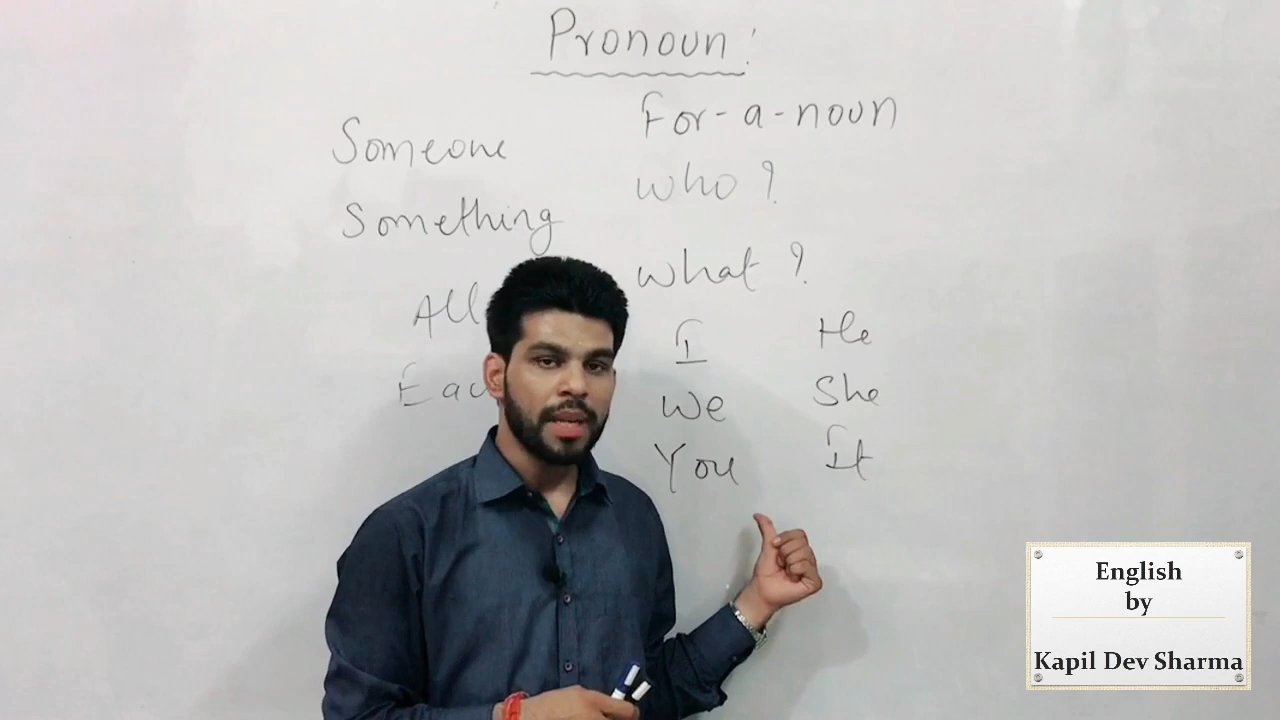 Pronoun:
For-a-noun
Someone
who?
Something
what?
All
I
He
We
She
You
It
English
by
Kapil Dev Sharma